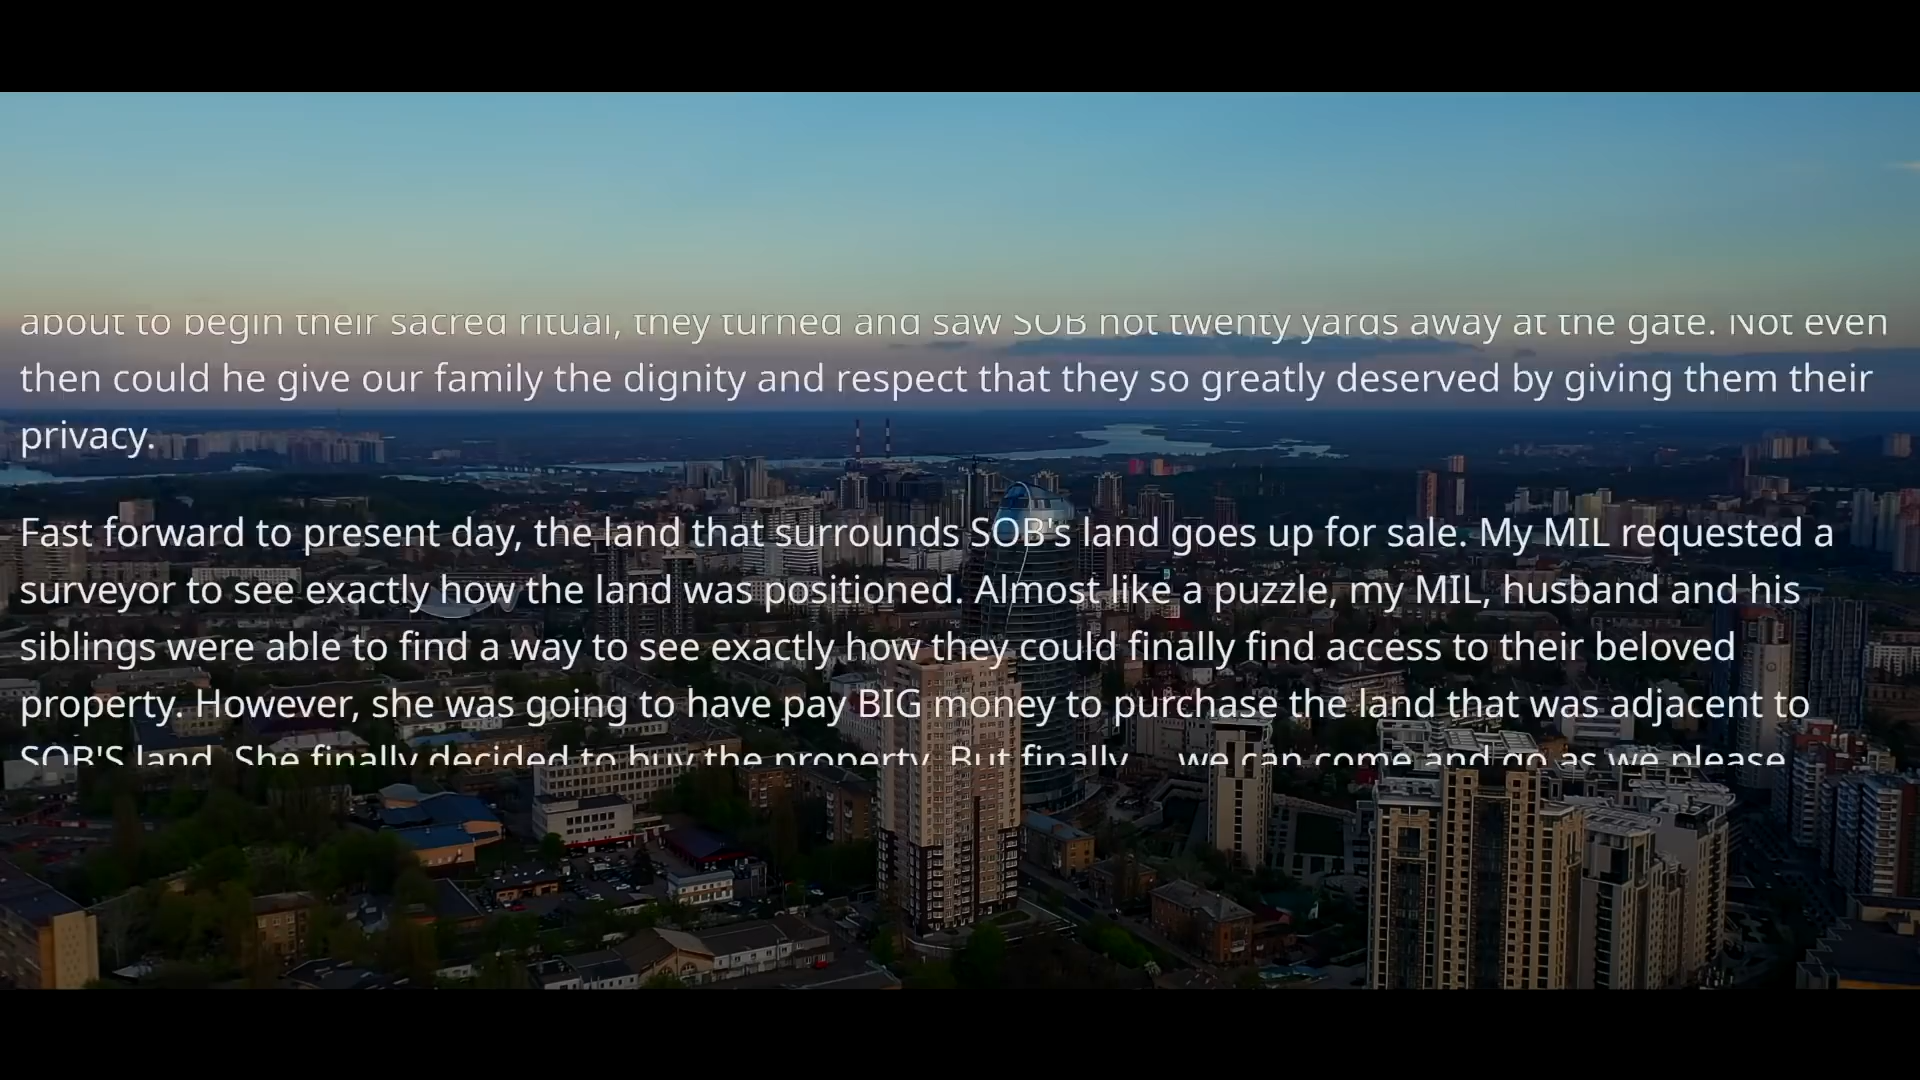 about to begin their sacred ritual, they turned and saw SOB not twenty yards away at the gate. Not even
then could he give our family the dignity and respect that they so greatly deserved by giving them their
privacy.
Fast forward to present day, the land that surrounds SOB's land goes up for sale. My MIL requested a
surveyor to see exactly how the land was positioned. Almost like a puzzle, my MIL, husband and his
siblings were able to find a way to see exactly how they could finally find access to their beloved
property. However, she was going to have pay BIG money to purchase the land that was adjacent to
SOB'S land. She finally decided to buy the property. But finally.... we can come and go as we please